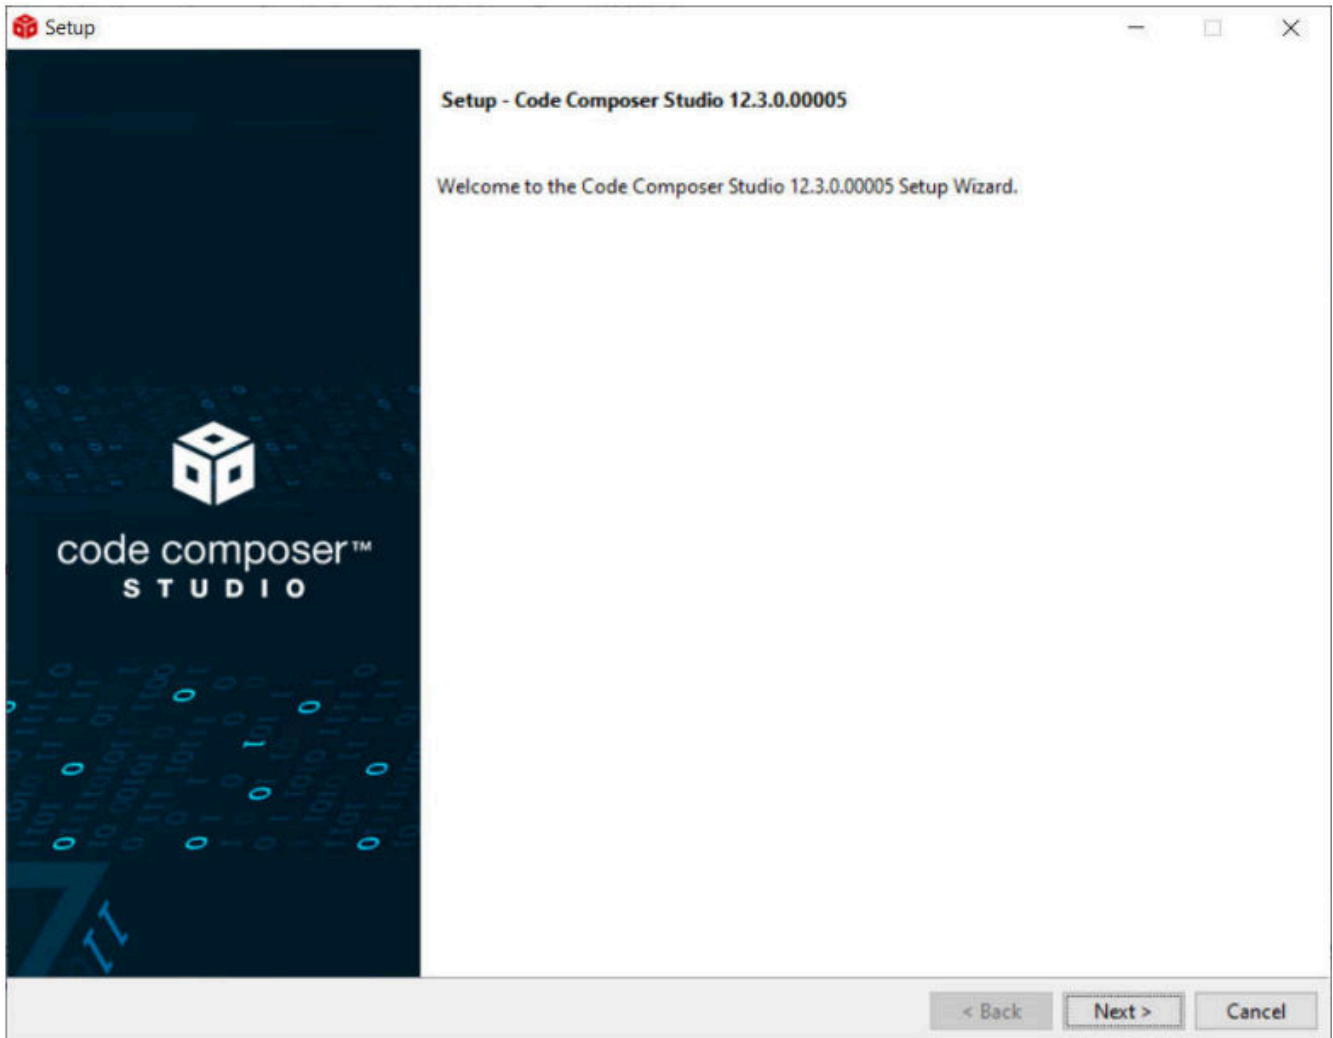 Setup
Setup - Code Composer Studio 12.3.0.00005
Welcome to the Code Composer Studio 12.3.0.00005 Setup Wizard.
code composer™
STUDIO
< Back
Next >
Cancel